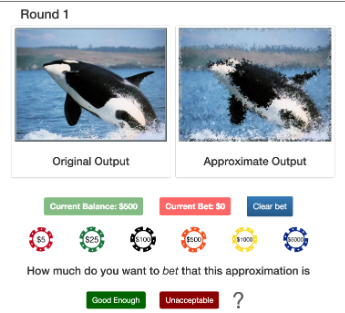 Round 1
Original Output
Approximate Output
Current Balance: $500
Current Bet: $0
Clear bet
$5
$25
$100
$500
$1000
$5000
How much do you want to bet that this approximation is
Good Enough
Unacceptable
?